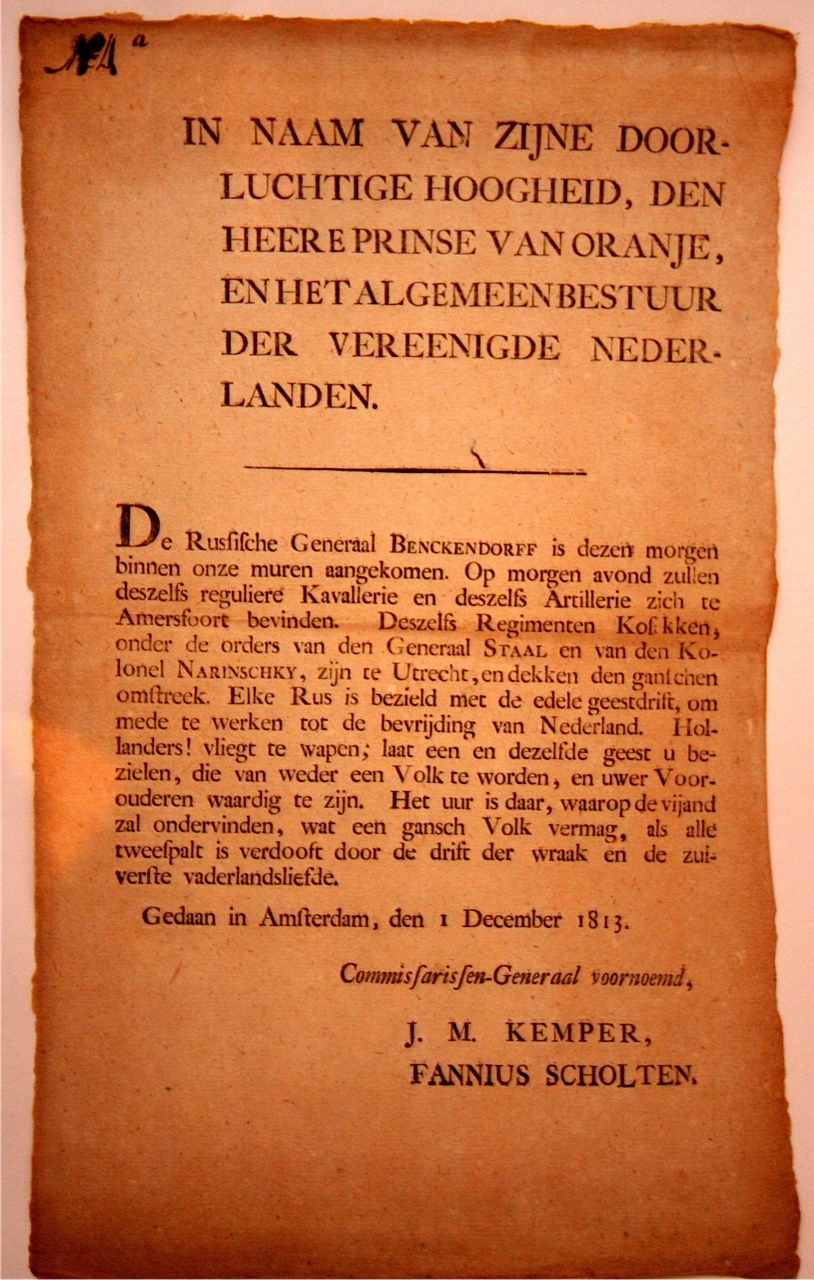 IN NAAM VAN ZIJNE DOOR-
LUCHTIGE HOOGHEID, DEN
HEERE PRINSE VAN ORANJE,
EN HET ALGEMEEN BESTUUR
DER VEREENIGDE NEDER-
LANDEN.
De Rusſiſche Generaal BENCKENDORFF is dezen morgen
binnen onze muren aangekomen. Op morgen avond zullen
deszelfs reguliere Kavallerie en deszelfs Artillerie zich te
Amersfoort bevinden. Deszelfs Regimenten Koſakken,
onder de orders van den Generaal STAAL en van den Ko-
lonel NARINSCHKY, zijn te Utrecht, en dekken den ganſchen
omſtreek. Elke Rus is bezield met de edele geestdrift, om
mede te werken tot de bevrijding van Nederland. Hol-
landers! vliegt te wapen; laat een en dezelfde geest u be-
zielen, die van weder een Volk te worden, en uwer Voor-
ouderen waardig te zijn. Het uur is daar, waarop de vijand
zal ondervinden, wat een gansch Volk vermag, als alle
tweeſpalt is verdooft door de drift der wraak en de zui-
verſte vaderlandsliefde.
Gedaan in Amſterdam, den 1 December 1813.
Commisſarisſen-Generaal voornoemd,
J. M. KEMPER,
FANNIUS SCHOLTEN.